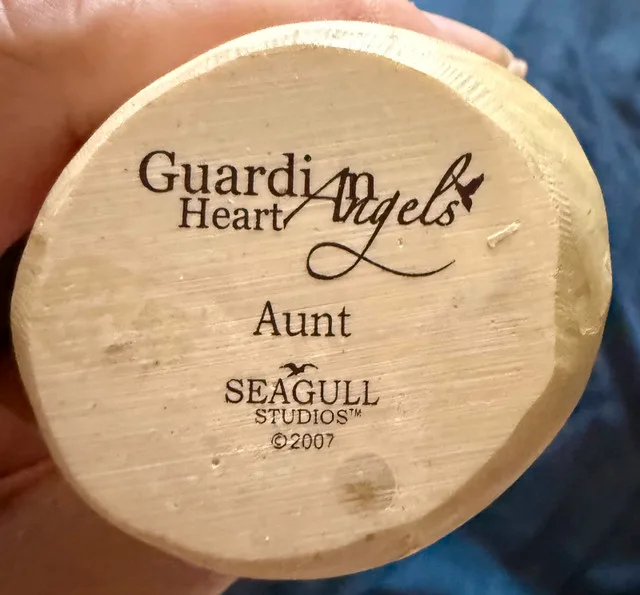 Guardian
Heart Angels
Aunt
SEAGULL
STUDIOS™
©2007